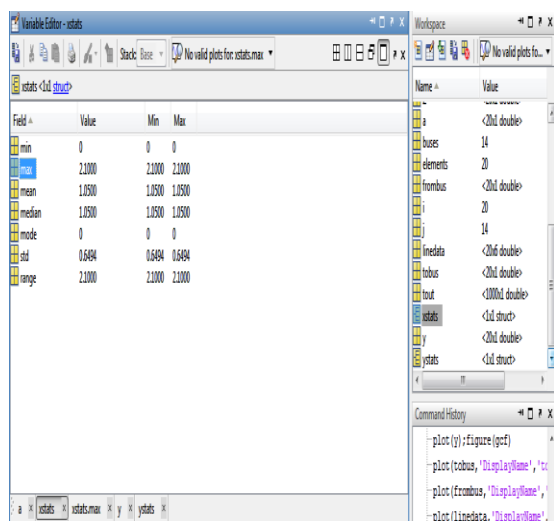 Variable Editor - xstats
Stack: Base
No valid plots for: xstats.max
xstats <1x1 struct>
Field Value Min Max
min 0 0 0
max 2.1000 2.1000 2.1000
mean 1.0500 1.0500 1.0500
median 1.0500 1.0500 1.0500
mode 0 0 0
std 0.6494 0.6494 0.6494
range 2.1000 2.1000 2.1000
a xstats xstats.max y ystats
Workspace
No valid plots fo...
Name Value
a <20x1 double>
buses 14
elements 20
frombus <20x1 double>
i 20
j 14
linedata <20x6 double>
tobus <20x1 double>
tout <1000x1 double>
xstats <1x1 struct>
y <20x1 double>
ystats <1x1 struct>
Command History
plot(y);figure(gcf)
plot(tobus,'DisplayName','to
plot(frombus,'DisplayName','
plot(linedata,'DisplayName',